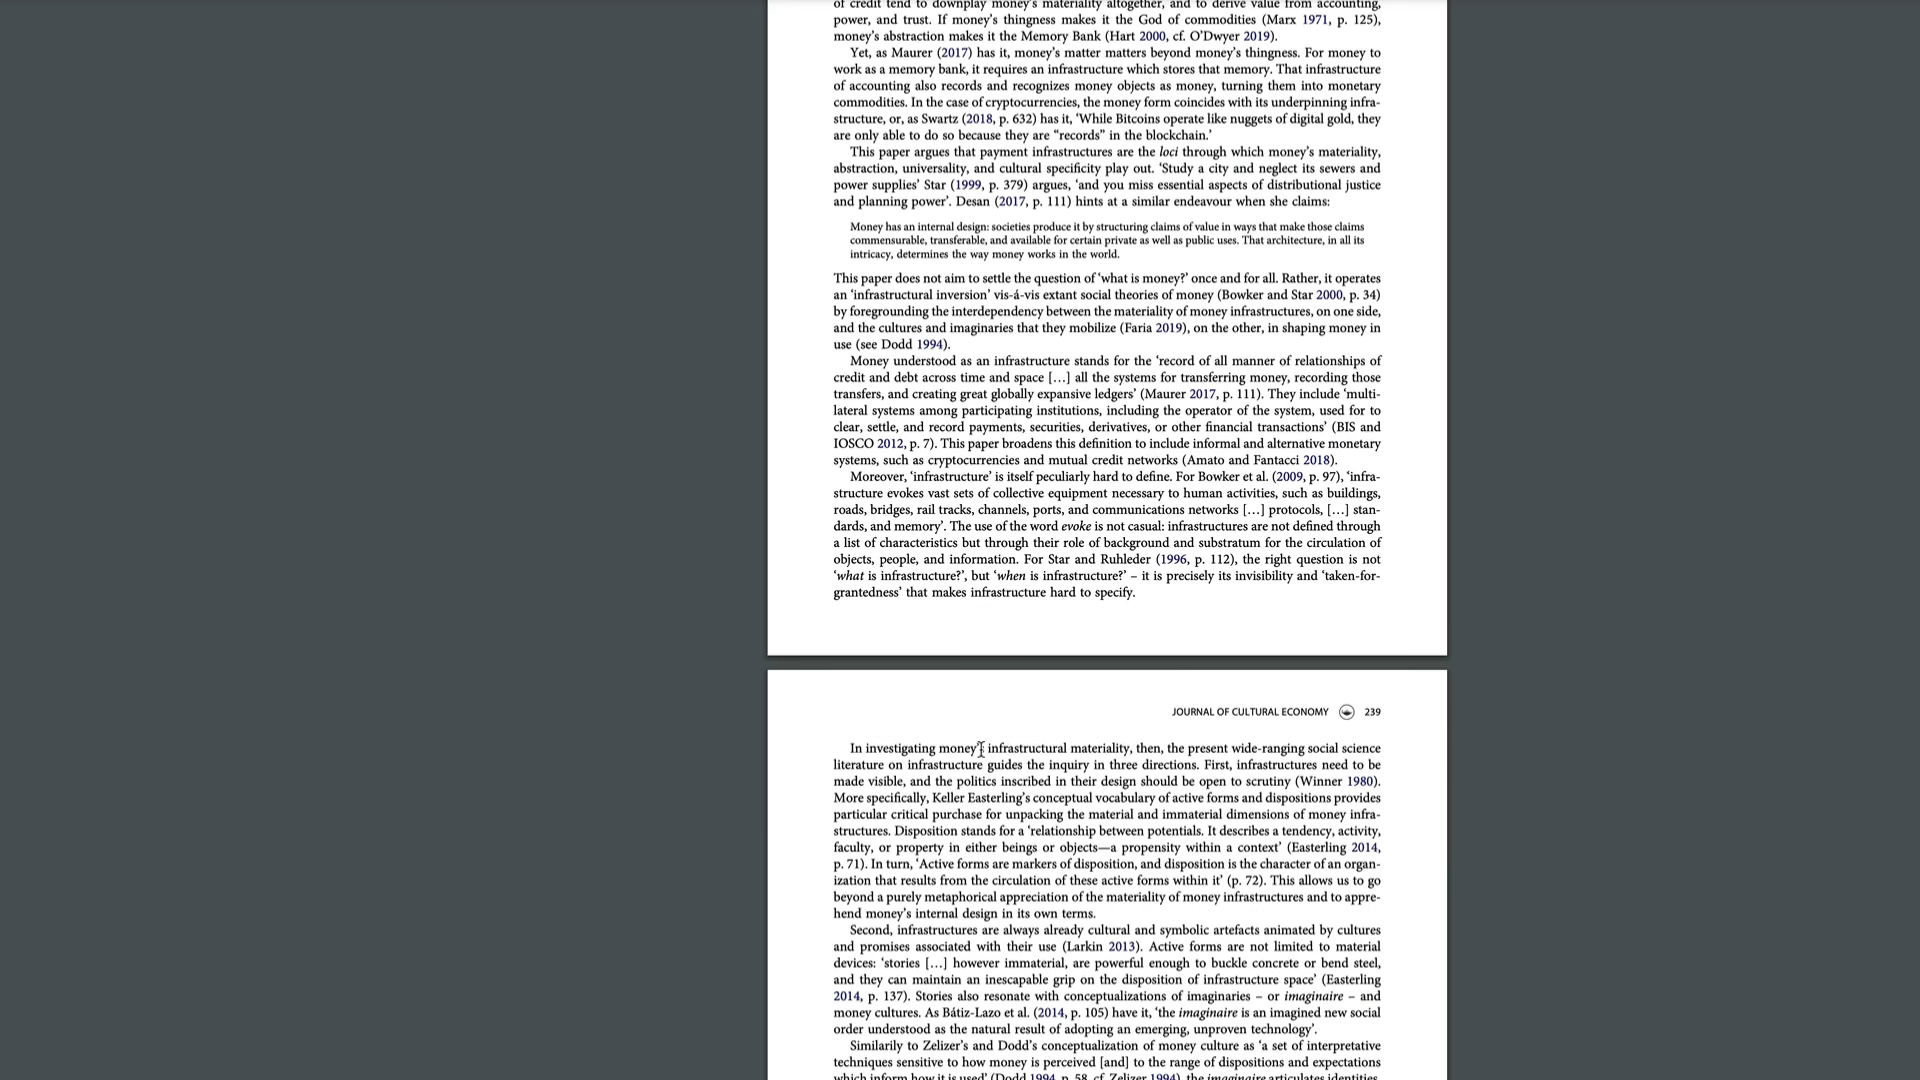 of credit tend to downplay money's materiality altogether, and to derive value from accounting,
power, and trust. If money's thingness makes it the God of commodities (Marx 1971, p. 125),
money's abstraction makes it the Memory Bank (Hart 2000, cf. O'Dwyer 2019).
Yet, as Maurer (2017) has it, money's matter matters beyond money's thingness. For money to
work as a memory bank, it requires an infrastructure which stores that memory. That infrastructure
of accounting also records and recognizes money objects as money, turning them into monetary
commodities. In the case of cryptocurrencies, the money form coincides with its underpinning infra-
structure, or, as Swartz (2018, p. 632) has it, 'While Bitcoins operate like nuggets of digital gold, they
are only able to do so because they are “records” in the blockchain.'
This paper argues that payment infrastructures are the loci through which money's materiality,
abstraction, universality, and cultural specificity play out. 'Study a city and neglect its sewers and
power supplies' Star (1999, p. 379) argues, 'and you miss essential aspects of distributional justice
and planning power'. Desan (2017, p. 111) hints at a similar endeavour when she claims:
Money has an internal design: societies produce it by structuring claims of value in ways that make those claims
commensurable, transferable, and available for certain private as well as public uses. That architecture, in all its
intricacy, determines the way money works in the world.
This paper does not aim to settle the question of 'what is money?' once and for all. Rather, it operates
an 'infrastructural inversion' vis-á-vis extant social theories of money (Bowker and Star 2000, p. 34)
by foregrounding the interdependency between the materiality of money infrastructures, on one side,
and the cultures and imaginaries that they mobilize (Faria 2019), on the other, in shaping money in
use (see Dodd 1994).
Money understood as an infrastructure stands for the 'record of all manner of relationships of
credit and debt across time and space […] all the systems for transferring money, recording those
transfers, and creating great globally expansive ledgers' (Maurer 2017, p. 111). They include 'multi-
lateral systems among participating institutions, including the operator of the system, used for to
clear, settle, and record payments, securities, derivatives, or other financial transactions' (BIS and
IOSCO 2012, p. 7). This paper broadens this definition to include informal and alternative monetary
systems, such as cryptocurrencies and mutual credit networks (Amato and Fantacci 2018).
Moreover, 'infrastructure' is itself peculiarly hard to define. For Bowker et al. (2009, p. 97), 'infra-
structure evokes vast sets of collective equipment necessary to human activities, such as buildings,
roads, bridges, rail tracks, channels, ports, and communications networks […] protocols, […] stan-
dards, and memory'. The use of the word evoke is not casual: infrastructures are not defined through
a list of characteristics but through their role of background and substratum for the circulation of
objects, people, and information. For Star and Ruhleder (1996, p. 112), the right question is not
'what is infrastructure?', but 'when is infrastructure?' – it is precisely its invisibility and 'taken-for-
grantedness' that makes infrastructure hard to specify.
JOURNAL OF CULTURAL ECONOMY 239
In investigating money's infrastructural materiality, then, the present wide-ranging social science
literature on infrastructure guides the inquiry in three directions. First, infrastructures need to be
made visible, and the politics inscribed in their design should be open to scrutiny (Winner 1980).
More specifically, Keller Easterling's conceptual vocabulary of active forms and dispositions provides
particular critical purchase for unpacking the material and immaterial dimensions of money infra-
structures. Disposition stands for a 'relationship between potentials. It describes a tendency, activity,
faculty, or property in either beings or objects—a propensity within a context' (Easterling 2014,
p. 71). In turn, 'Active forms are markers of disposition, and disposition is the character of an organ-
ization that results from the circulation of these active forms within it' (p. 72). This allows us to go
beyond a purely metaphorical appreciation of the materiality of money infrastructures and to appre-
hend money's internal design in its own terms.
Second, infrastructures are always already cultural and symbolic artefacts animated by cultures
and promises associated with their use (Larkin 2013). Active forms are not limited to material
devices: 'stories […] however immaterial, are powerful enough to buckle concrete or bend steel,
and they can maintain an inescapable grip on the disposition of infrastructure space' (Easterling
2014, p. 137). Stories also resonate with conceptualizations of imaginaries – or imaginaire – and
money cultures. As Bátiz-Lazo et al. (2014, p. 105) have it, 'the imaginaire is an imagined new social
order understood as the natural result of adopting an emerging, unproven technology'.
Similarily to Zelizer's and Dodd's conceptualization of money culture as 'a set of interpretative
techniques sensitive to how money is perceived [and] to the range of dispositions and expectations
which inform how it is used' (Dodd 1994, p. 58, cf. Zelizer 1994), the imaginaire articulates identities,